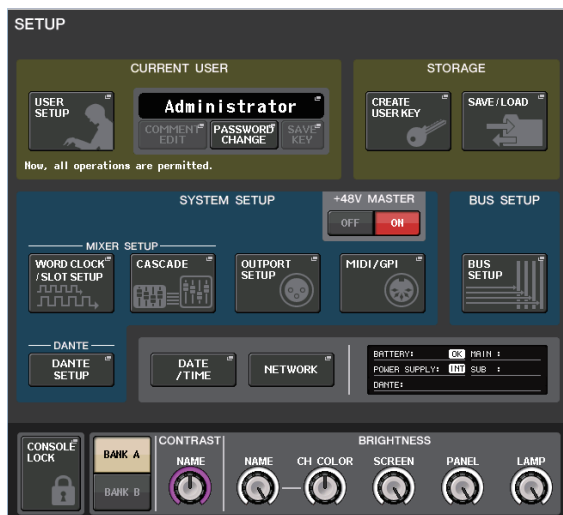 SETUP
CURRENT USER
STORAGE
USER
SETUP
Administrator
COMMENT
EDIT
PASSWORD
CHANGE
SAVE
KEY
CREATE
USER KEY
SAVE/LOAD
Now, all operations are permitted.
SYSTEM SETUP
+48V MASTER
OFF
ON
BUS SETUP
MIXER SETUP
WORD CLOCK
/SLOT SETUP
CASCADE
OUTPORT
SETUP
MIDI/GPI
BUS
SETUP
DANTE
DANTE
SETUP
DATE
/TIME
NETWORK
BATTERY: OK MAIN :
POWER SUPPLY: INT SUB :
DANTE:
CONSOLE
LOCK
BANK A
BANK B
CONTRAST
NAME
BRIGHTNESS
NAME
CH COLOR
SCREEN
PANEL
LAMP